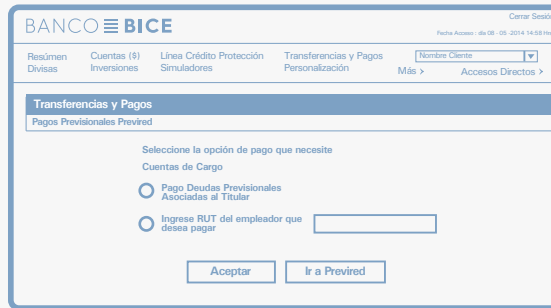 Cerrar Sesió
BANCO BICE
Fecha Acceso : día 08 - 05 -2014 14:58 Hrs
Resúmen Cuentas ($) Línea Crédito Protección Transferencias y Pagos Nombre Cliente
Divisas Inversiones Simuladores Personalización Más > Accesos Directos >
Transferencias y Pagos
Pagos Previsionales Previred
Seleccione la opción de pago que necesite
Cuentas de Cargo
Pago Deudas Previsionales
Asociadas al Titular
Ingrese RUT del empleador que
desea pagar
Aceptar Ir a Previred